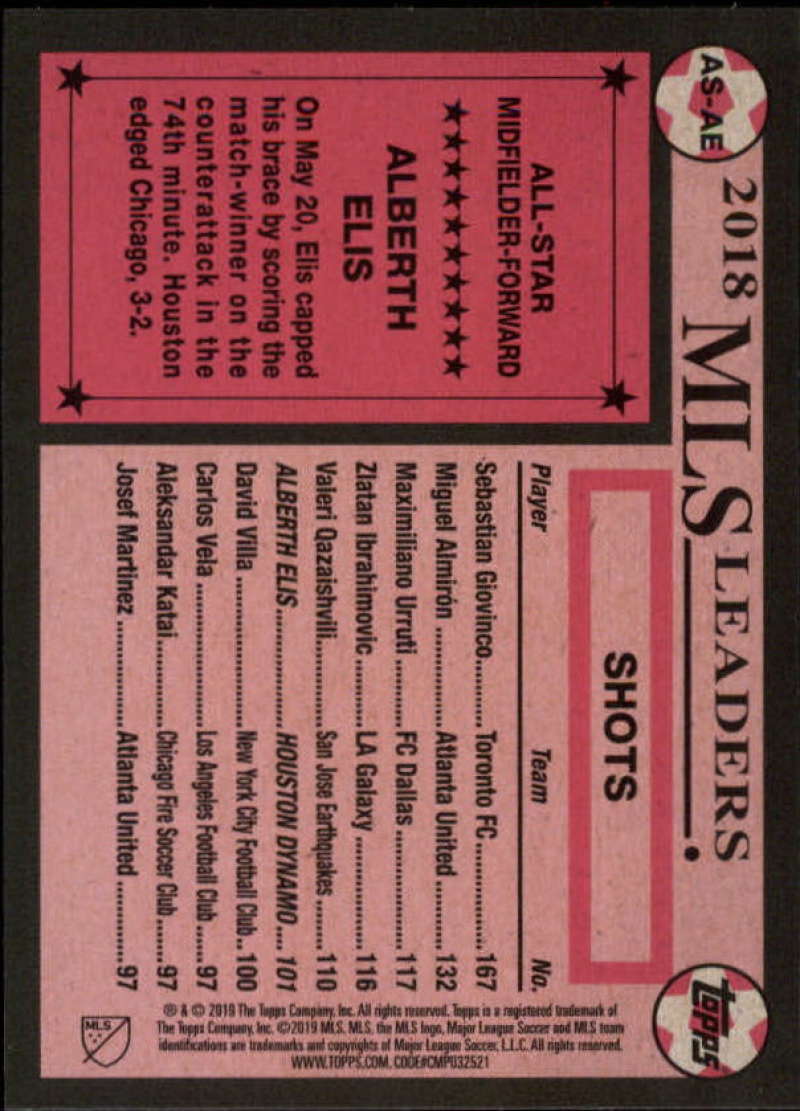 AS-AE
2018 MLS LEADERS
topps
ALL-STAR
MIDFIELDER-FORWARD
ALBERTH
ELIS
On May 20, Elis capped
his brace by scoring the
match-winner on the
counterattack in the
74th minute. Houston
edged Chicago, 3-2.
SHOTS
Player Team No.
Sebastian Giovinco.......... Toronto FC................ 167
Miguel Almirón ............... Atlanta United.......... 132
Maximiliano Urruti .......... FC Dallas.................. 117
Zlatan Ibrahimovic.......... LA Galaxy................. 116
Valeri Qazaishvili............ San Jose Earthquakes....... 110
ALBERTH ELIS................. HOUSTON DYNAMO.... 101
David Villa ...................... New York City Football Club.. 100
Carlos Vela ..................... Los Angeles Football Club..... 97
Aleksandar Katai............. Chicago Fire Soccer Club....... 97
Josef Martinez................ Atlanta United............. 97
® & © 2019 The Topps Company, Inc. All rights reserved. Topps is a registered trademark of
The Topps Company, Inc. ©2019 MLS. MLS, the MLS logo, Major League Soccer and MLS team
identifications are trademarks and copyrights of Major League Soccer, L.L.C. All rights reserved.
WWW.TOPPS.COM. CODE#CMP032521
MLS